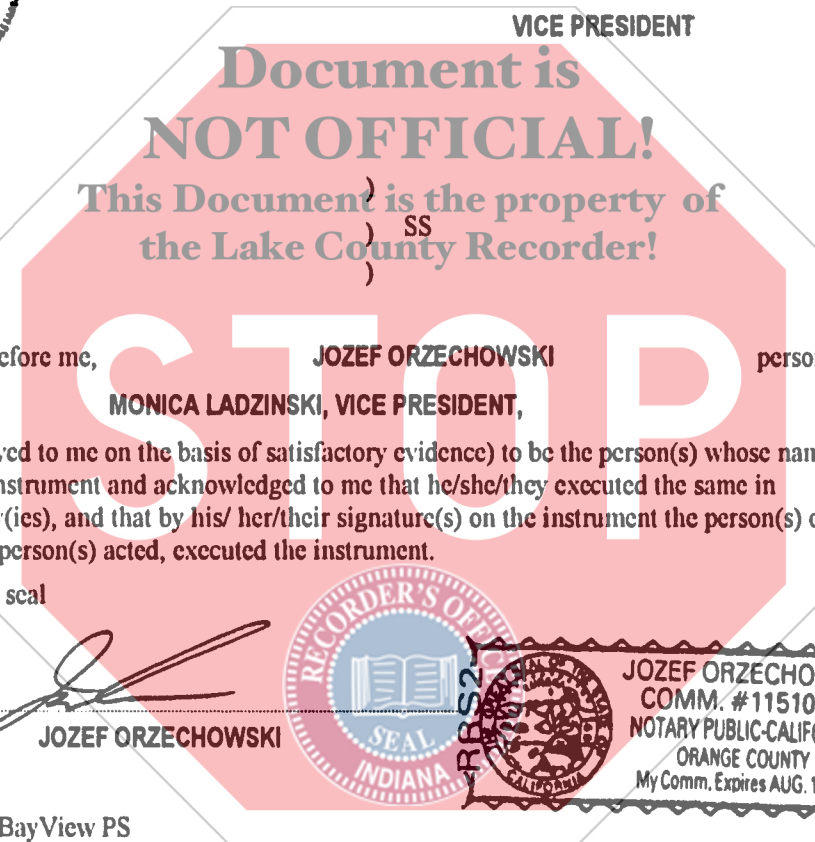 VICE PRESIDENT
Document is
NOT OFFICIAL!
This Document is the property of
the Lake County Recorder!
)
) SS
)
STOP
efore me, JOZEF ORZECHOWSKI perso
MONICA LADZINSKI, VICE PRESIDENT,
ved to me on the basis of satisfactory evidence) to be the person(s) whose nam
nstrument and acknowledged to me that he/she/they executed the same in
(ies), and that by his/ her/their signature(s) on the instrument the person(s) o
person(s) acted, executed the instrument.
seal
RECORDER'S OFFICE
SEAL
INDIANA
JOZEF ORZECHOWSKI
RBS2
CALIFORNIA
JOZEF ORZECHO
COMM. #11510
NOTARY PUBLIC-CALIF
ORANGE COUNTY
My Comm. Expires AUG. 1
BayView PS